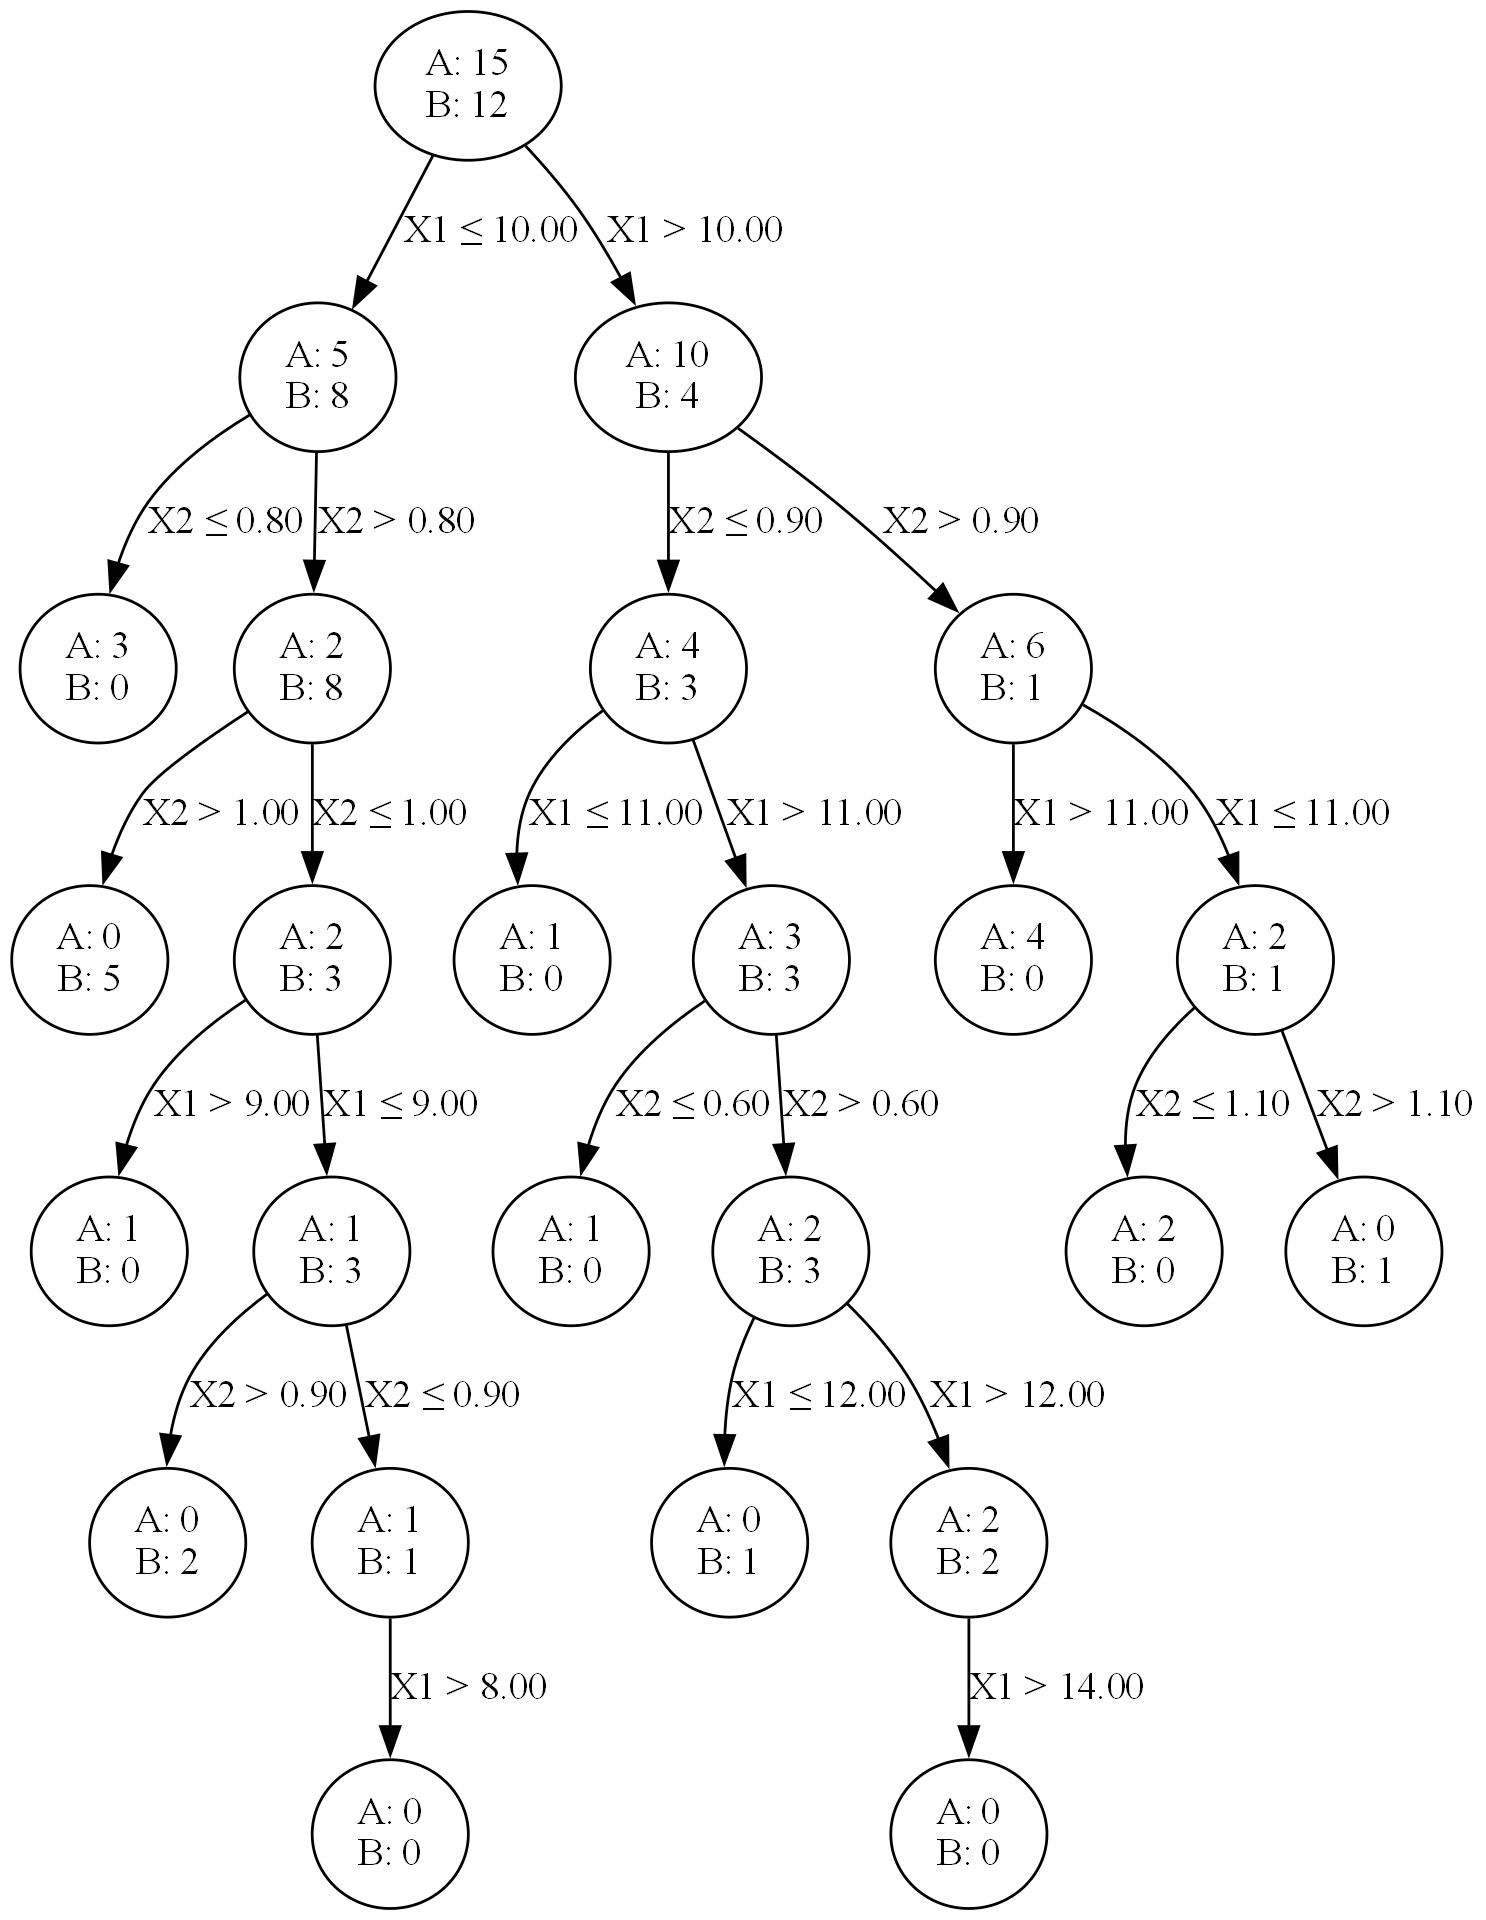 A: 15
B: 12
X1 ≤ 10.00
X1 > 10.00
A: 5
B: 8
A: 10
B: 4
X2 ≤ 0.80
X2 > 0.80
X2 ≤ 0.90
X2 > 0.90
A: 3
B: 0
A: 2
B: 8
A: 4
B: 3
A: 6
B: 1
X2 > 1.00
X2 ≤ 1.00
X1 ≤ 11.00
X1 > 11.00
X1 > 11.00
X1 ≤ 11.00
A: 0
B: 5
A: 2
B: 3
A: 1
B: 0
A: 3
B: 3
A: 4
B: 0
A: 2
B: 1
X1 > 9.00
X1 ≤ 9.00
X2 ≤ 0.60
X2 > 0.60
X2 ≤ 1.10
X2 > 1.10
A: 1
B: 0
A: 1
B: 3
A: 1
B: 0
A: 2
B: 3
A: 2
B: 0
A: 0
B: 1
X2 > 0.90
X2 ≤ 0.90
X1 ≤ 12.00
X1 > 12.00
A: 0
B: 2
A: 1
B: 1
A: 0
B: 1
A: 2
B: 2
X1 > 8.00
X1 > 14.00
A: 0
B: 0
A: 0
B: 0